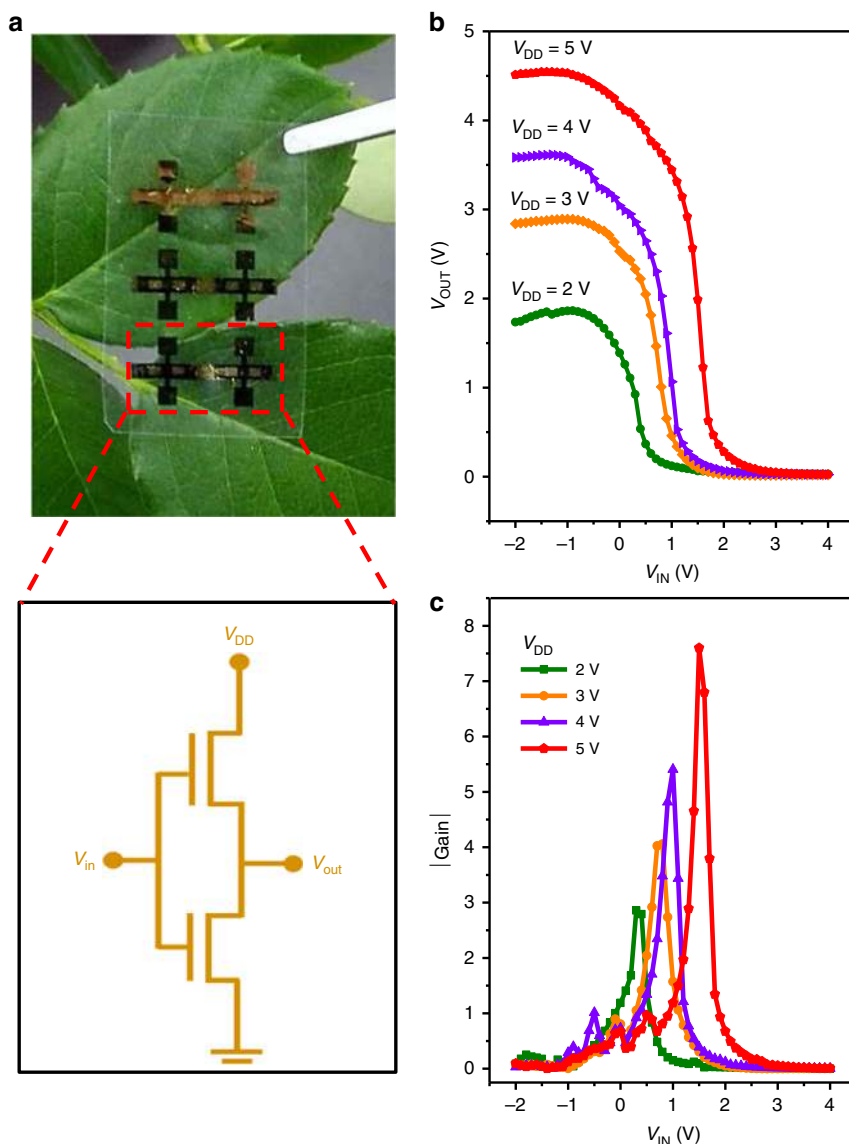 a
V_DD
V_in
V_out
b
5
4
3
2
1
0
V_OUT (V)
V_DD = 5 V
V_DD = 4 V
V_DD = 3 V
V_DD = 2 V
–2 –1 0 1 2 3 4
V_IN (V)
c
8
7
6
5
4
3
2
1
0
|Gain|
V_DD
2 V
3 V
4 V
5 V
–2 –1 0 1 2 3 4
V_IN (V)